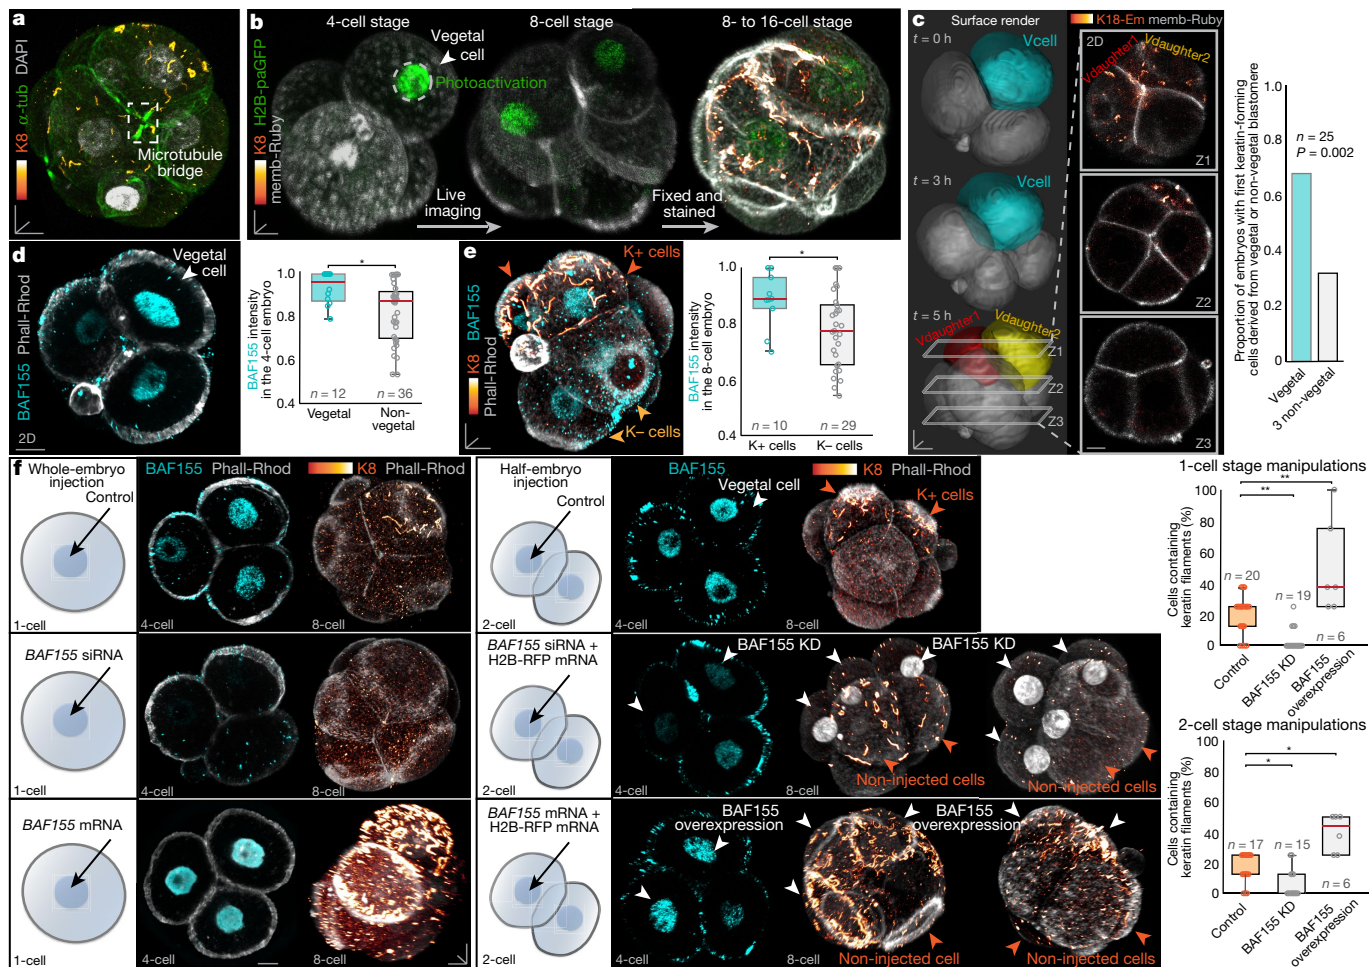 a
K8 α-tub DAPI
Microtubule
bridge
b
K8 H2B-paGFP
memb-Ruby
4-cell stage
8-cell stage
8- to 16-cell stage
Vegetal
cell
Photoactivation
Live
imaging
Fixed and
stained
c
Surface render
K18-Em memb-Ruby
t = 0 h
Vcell
t = 3 h
Vcell
t = 5 h
Vdaughter1
Vdaughter2
Z1
Z2
Z3
2D
Vdaughter1
Vdaughter2
Z1
Z2
Z3
Proportion of embryos with first keratin-forming
cells derived from vegetal or non-vegetal blastomere
1.0
0.8
0.6
0.4
0.2
0
n = 25
P = 0.002
Vegetal
3 non-vegetal
d
BAF155 Phall-Rhod
Vegetal
cell
2D
BAF155 intensity
in the 4-cell embryo
1.0
0.8
0.6
0.4
*
n = 12
n = 36
Vegetal
Non-
vegetal
e
K8 BAF155
Phall-Rhod
K+ cells
K– cells
BAF155 intensity
in the 8-cell embryo
1.0
0.8
0.6
0.4
*
n = 10
n = 29
K+ cells
K– cells
f
Whole-embryo
injection
Control
1-cell
BAF155 Phall-Rhod
4-cell
K8 Phall-Rhod
8-cell
Half-embryo
injection
Control
2-cell
BAF155
Vegetal cell
4-cell
K8 Phall-Rhod
K+ cells
8-cell
BAF155 siRNA
1-cell
4-cell
8-cell
BAF155 siRNA +
H2B-RFP mRNA
2-cell
BAF155 KD
4-cell
BAF155 KD
8-cell
Non-injected cells
Non-injected cells
BAF155 mRNA
1-cell
4-cell
8-cell
BAF155 mRNA +
H2B-RFP mRNA
2-cell
BAF155
overexpression
4-cell
BAF155
overexpression
8-cell
Non-injected cell
Non-injected cells
1-cell stage manipulations
Cells containing
keratin filaments (%)
100
80
60
40
20
0
**
**
n = 20
n = 19
n = 6
Control
BAF155 KD
BAF155
overexpression
2-cell stage manipulations
Cells containing
keratin filaments (%)
100
80
60
40
20
0
*
*
n = 17
n = 15
n = 6
Control
BAF155 KD
BAF155
overexpression